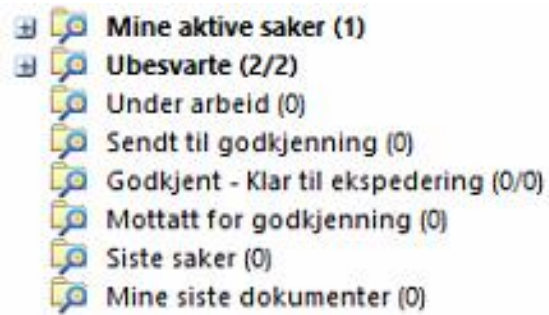 Mine aktive saker (1)
Ubesvarte (2/2)
Under arbeid (0)
Sendt til godkjenning (0)
Godkjent - Klar til ekspedering (0/0)
Mottatt for godkjenning (0)
Siste saker (0)
Mine siste dokumenter (0)